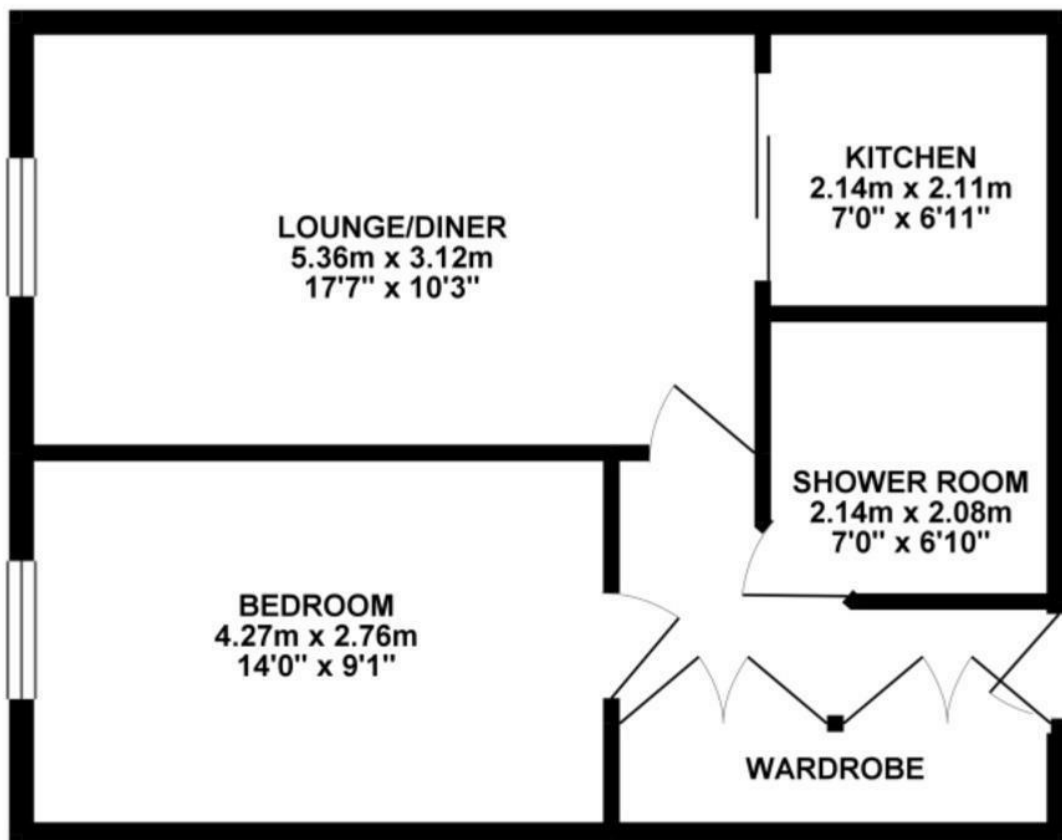 KITCHEN
2.14m x 2.11m
7'0" x 6'11"
LOUNGE/DINER
5.36m x 3.12m
17'7" x 10'3"
SHOWER ROOM
2.14m x 2.08m
7'0" x 6'10"
BEDROOM
4.27m x 2.76m
14'0" x 9'1"
WARDROBE